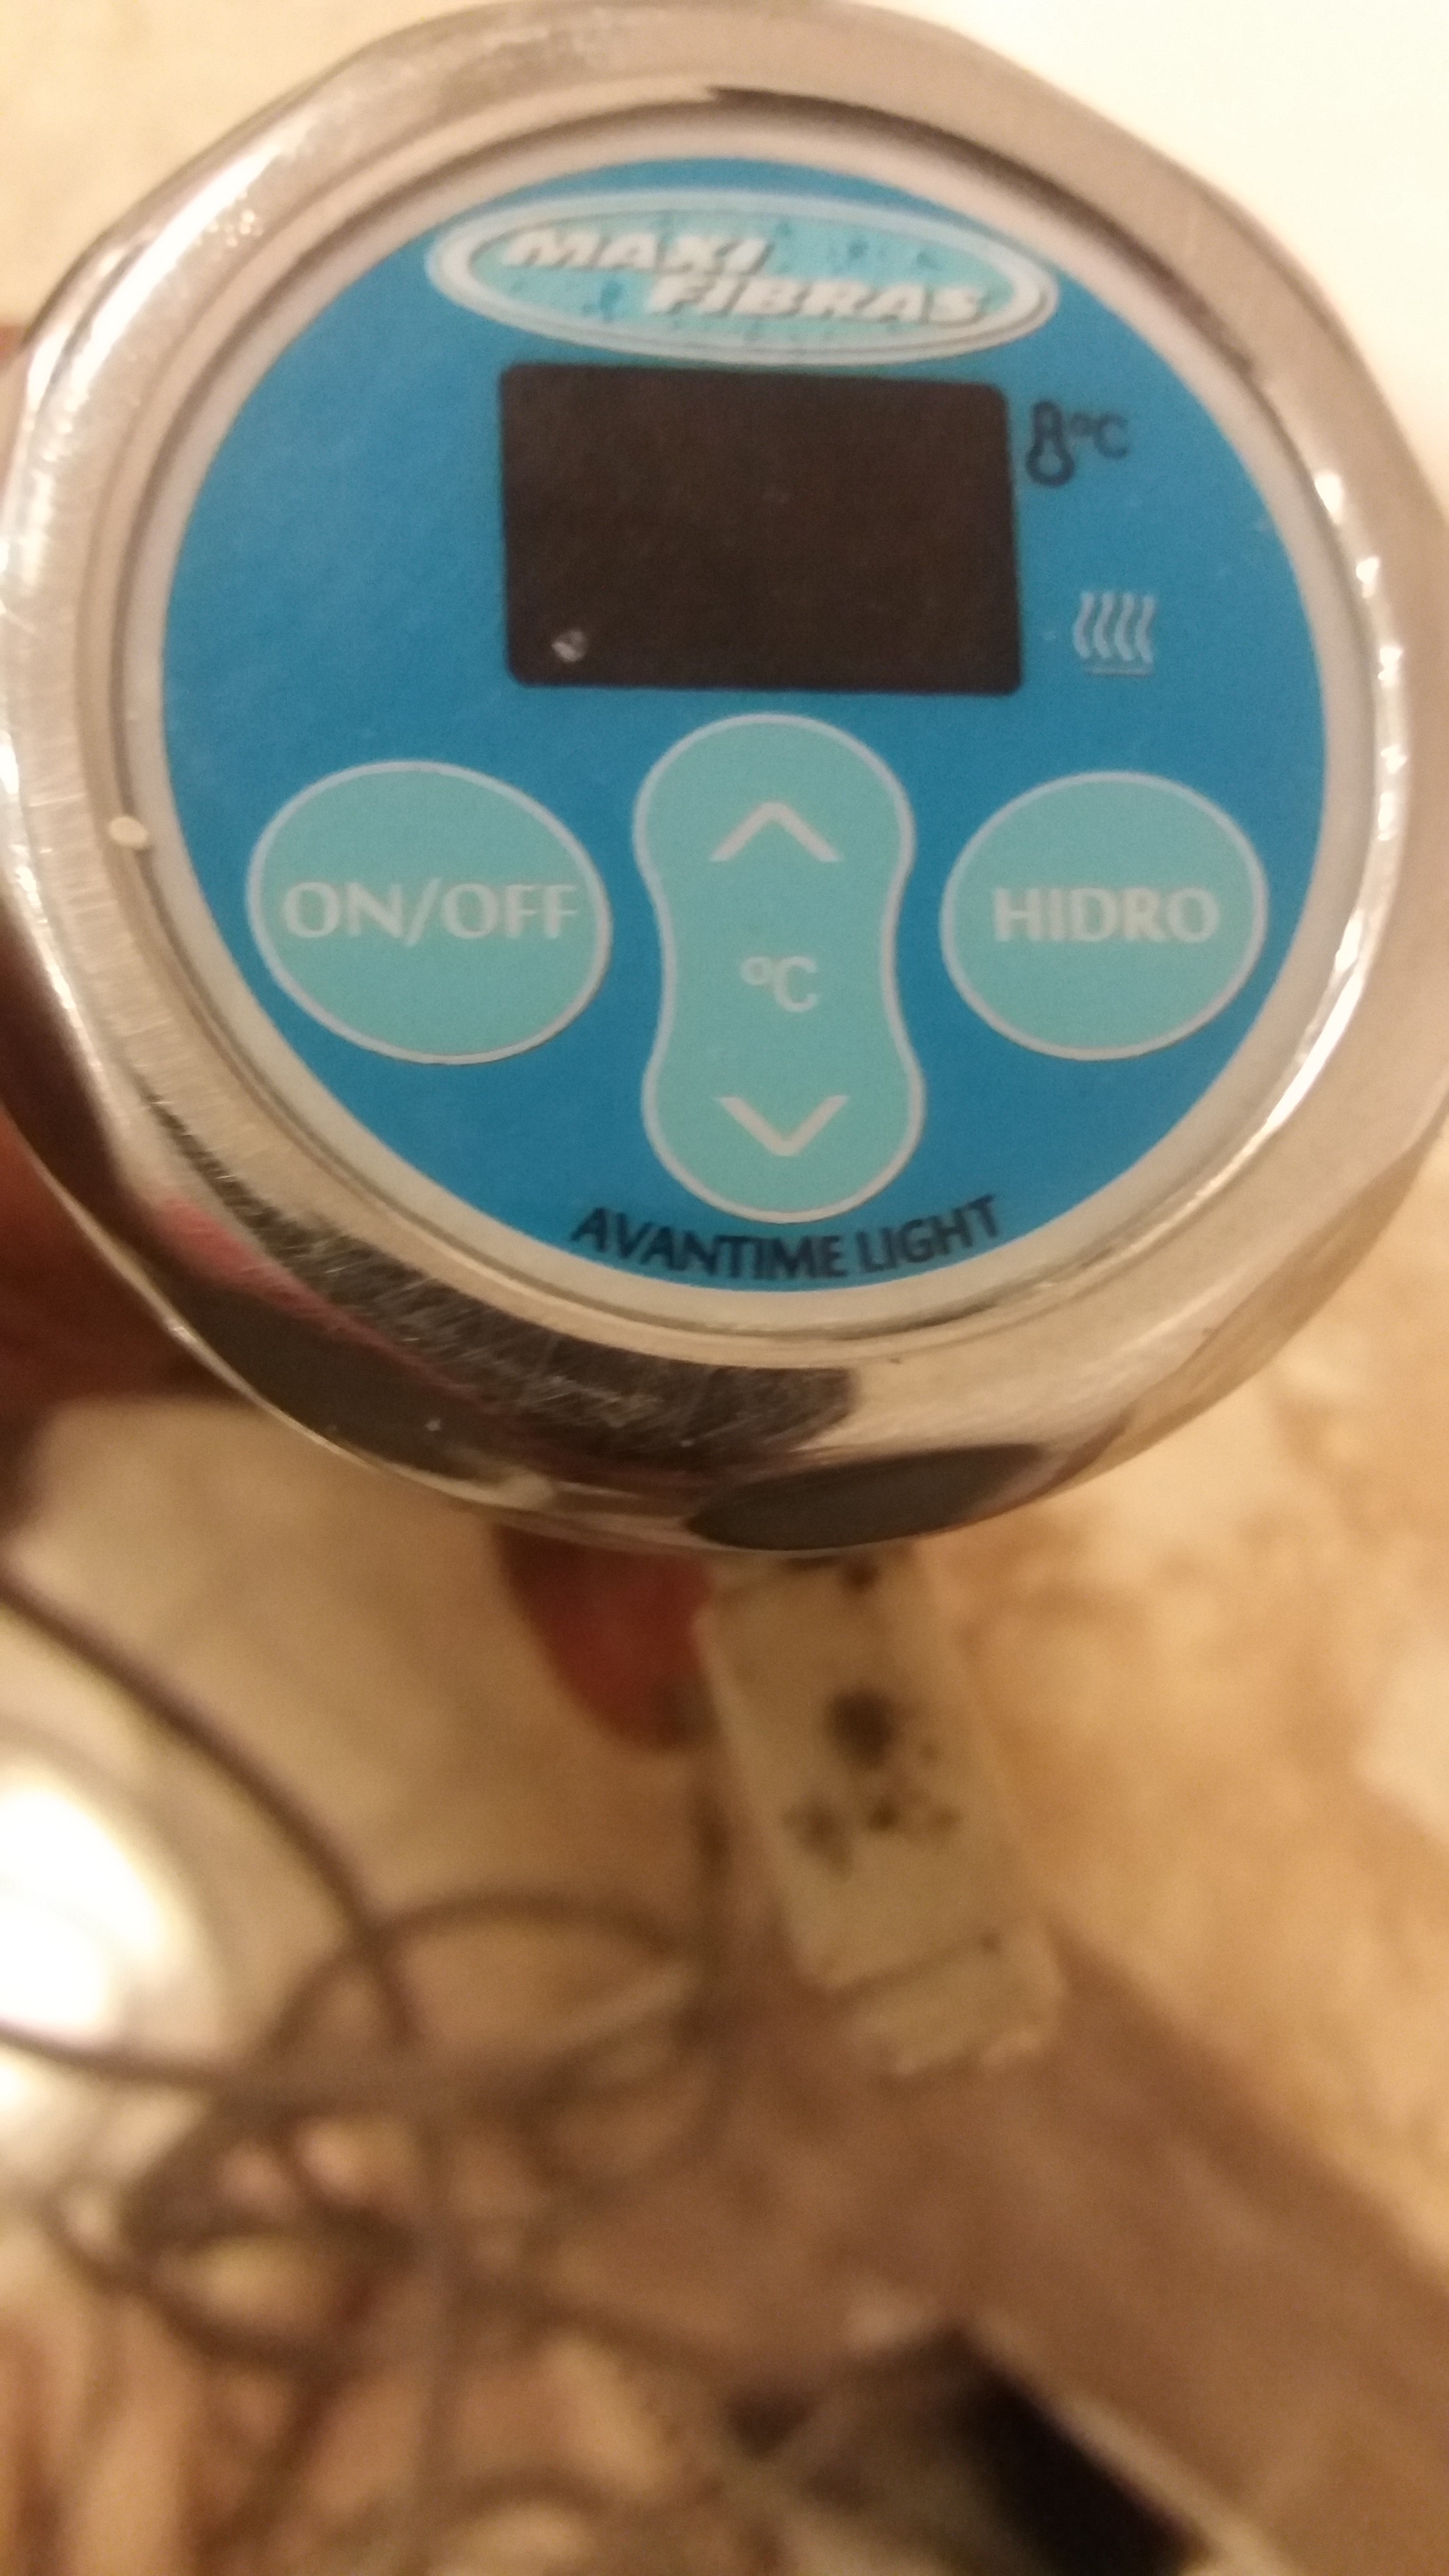 MAXI
FIBRAS
°C
ON/OFF
°C
HIDRO
AVANTIME LIGHT